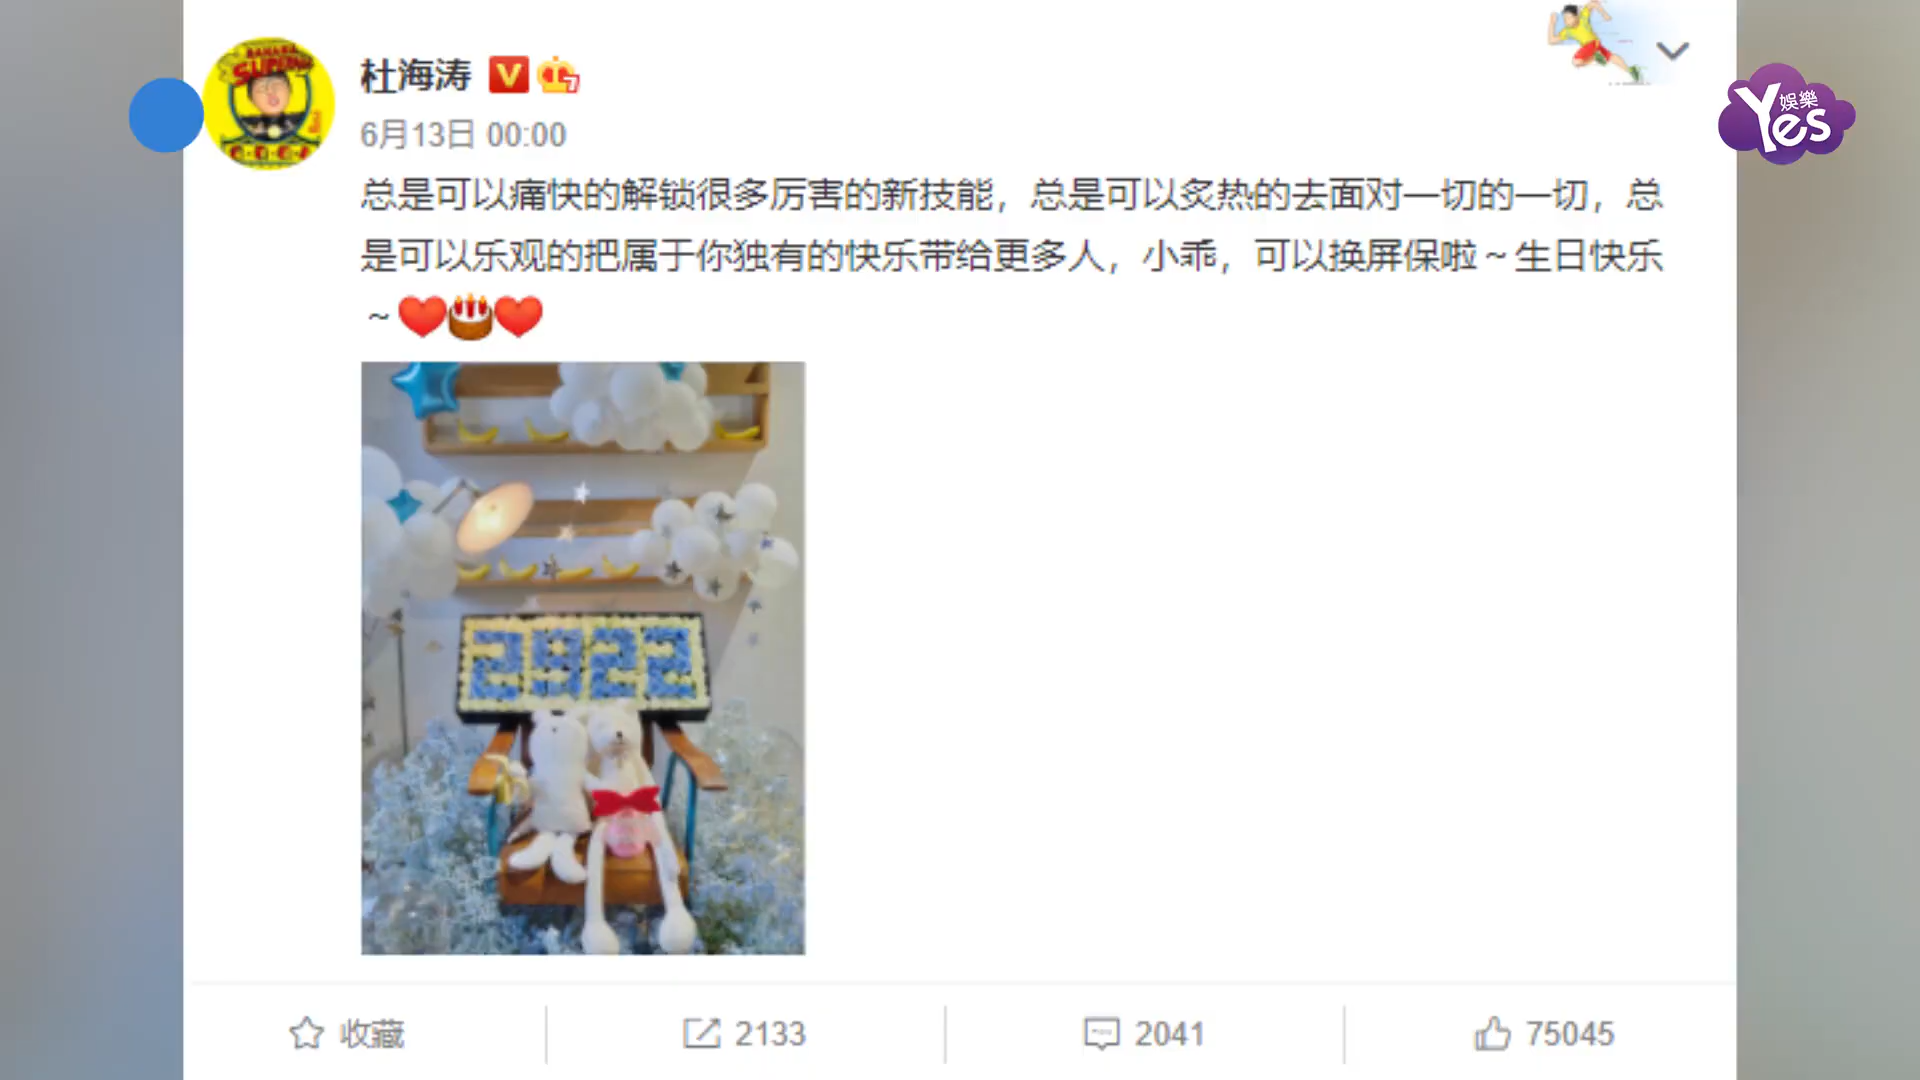 杜海涛
6月13日 00:00
总是可以痛快的解锁很多厉害的新技能，总是可以炙热的去面对一切的一切，总
是可以乐观的把属于你独有的快乐带给更多人，小乖，可以换屏保啦～生日快乐
～
2922
收藏
2133
2041
75045
Yes
娛樂